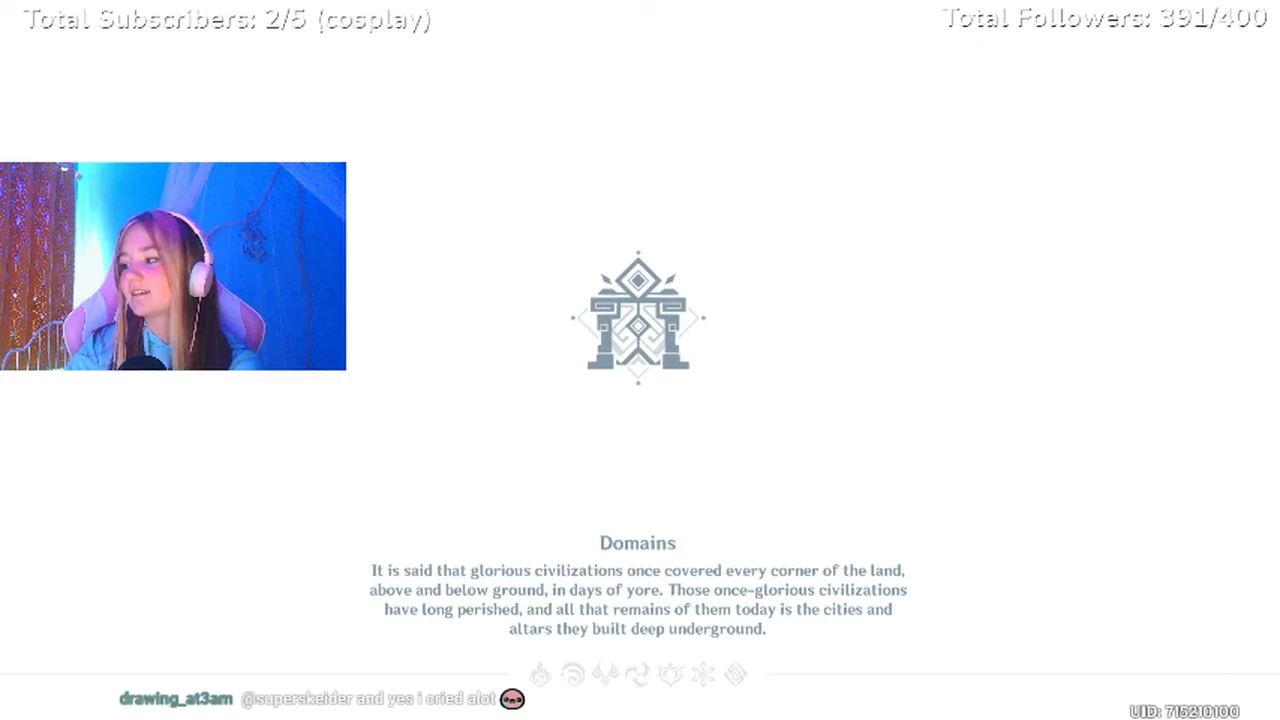 Total Subscribers: 2/5 (cosplay)
Total Followers: 391/400
Domains
It is said that glorious civilizations once covered every corner of the land,
above and below ground, in days of yore. Those once-glorious civilizations
have long perished, and all that remains of them today is the cities and
altars they built deep underground.
drawing_at3am @superskeider and yes i cried alot
UID: 715210100